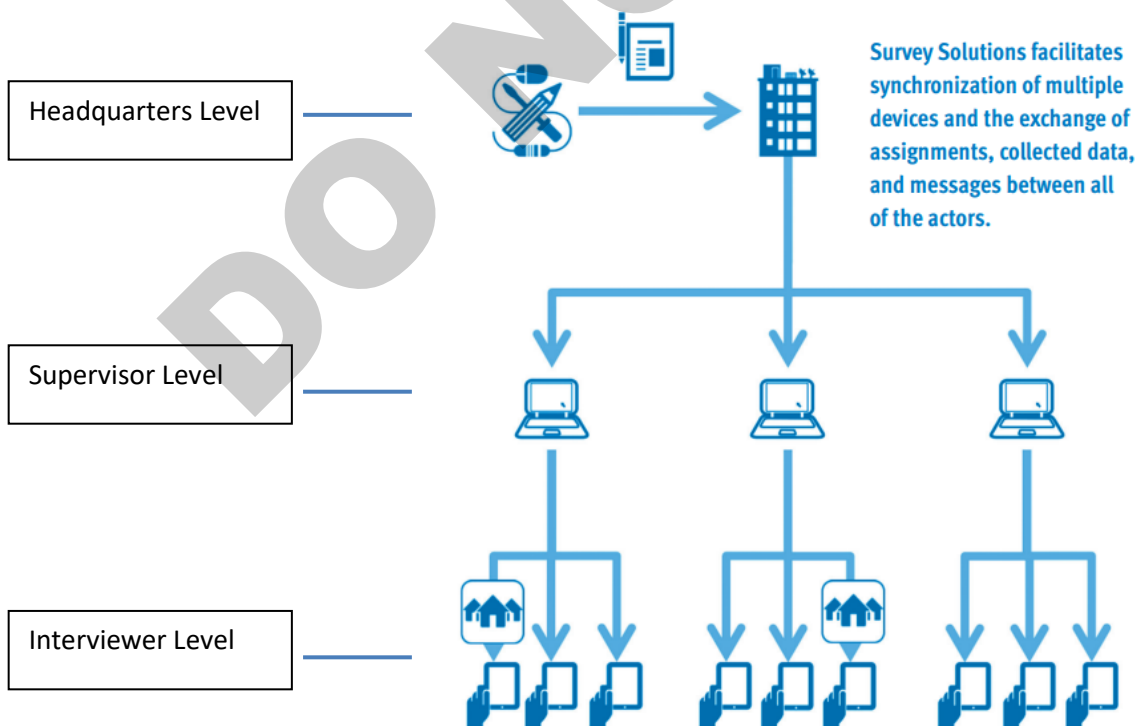 Headquarters Level
Survey Solutions facilitates
synchronization of multiple
devices and the exchange of
assignments, collected data,
and messages between all
of the actors.
Supervisor Level
Interviewer Level
DO N